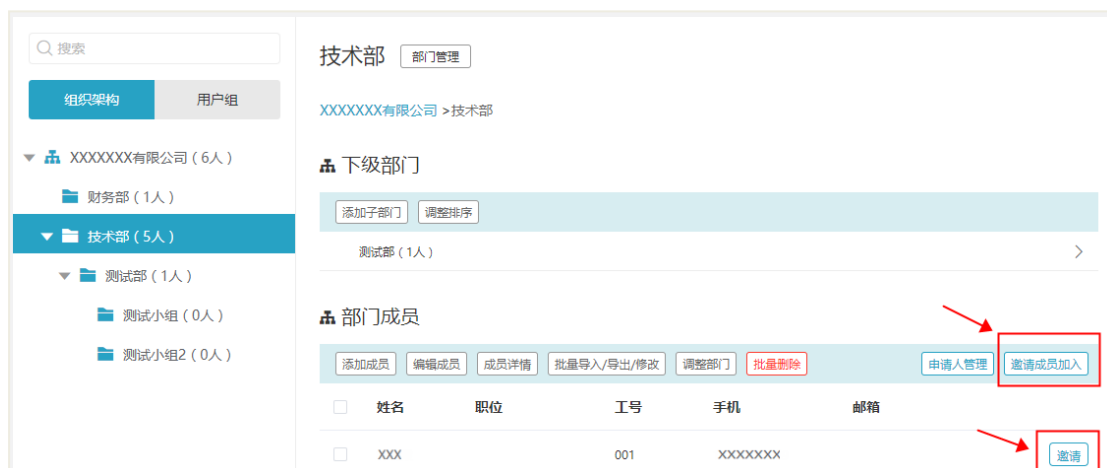 搜索
组织架构 用户组
XXXXXXX有限公司（6人）
财务部（1人）
技术部（5人）
测试部（1人）
测试小组（0人）
测试小组2（0人）
技术部 部门管理
XXXXXXX有限公司 >技术部
下级部门
添加子部门 调整排序
测试部（1人）
部门成员
添加成员 编辑成员 成员详情 批量导入/导出/修改 调整部门 批量删除 申请人管理 邀请成员加入
姓名 职位 工号 手机 邮箱
XXX 001 XXXXXXX 邀请